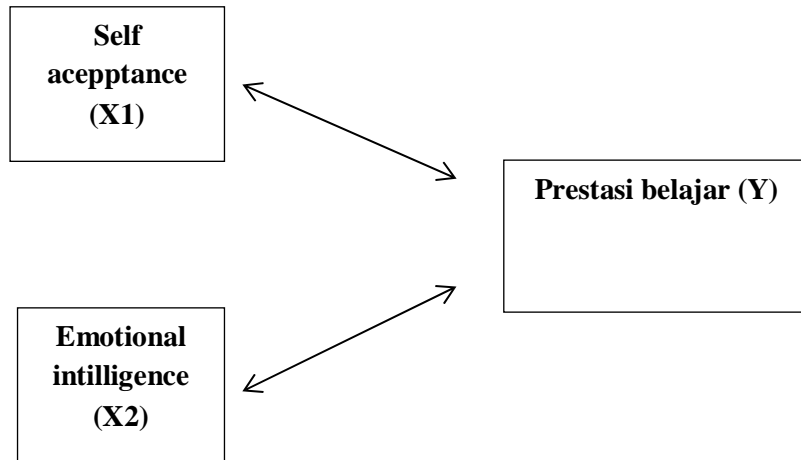 Self
acepptance
(X1)
Prestasi belajar (Y)
Emotional
intilligence
(X2)